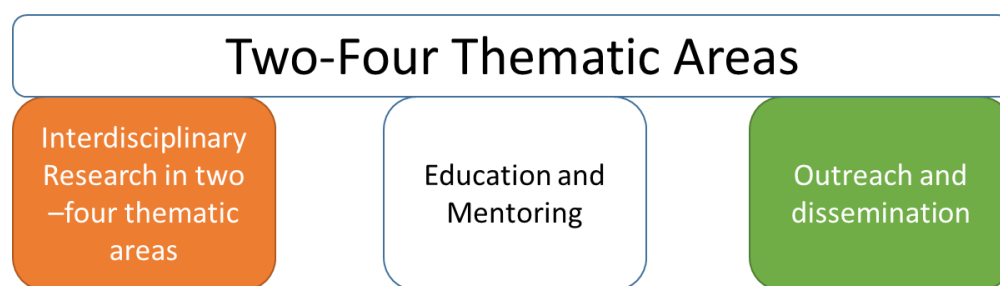 Two-Four Thematic Areas
Interdisciplinary
Research in two
–four thematic
areas
Education and
Mentoring
Outreach and
dissemination